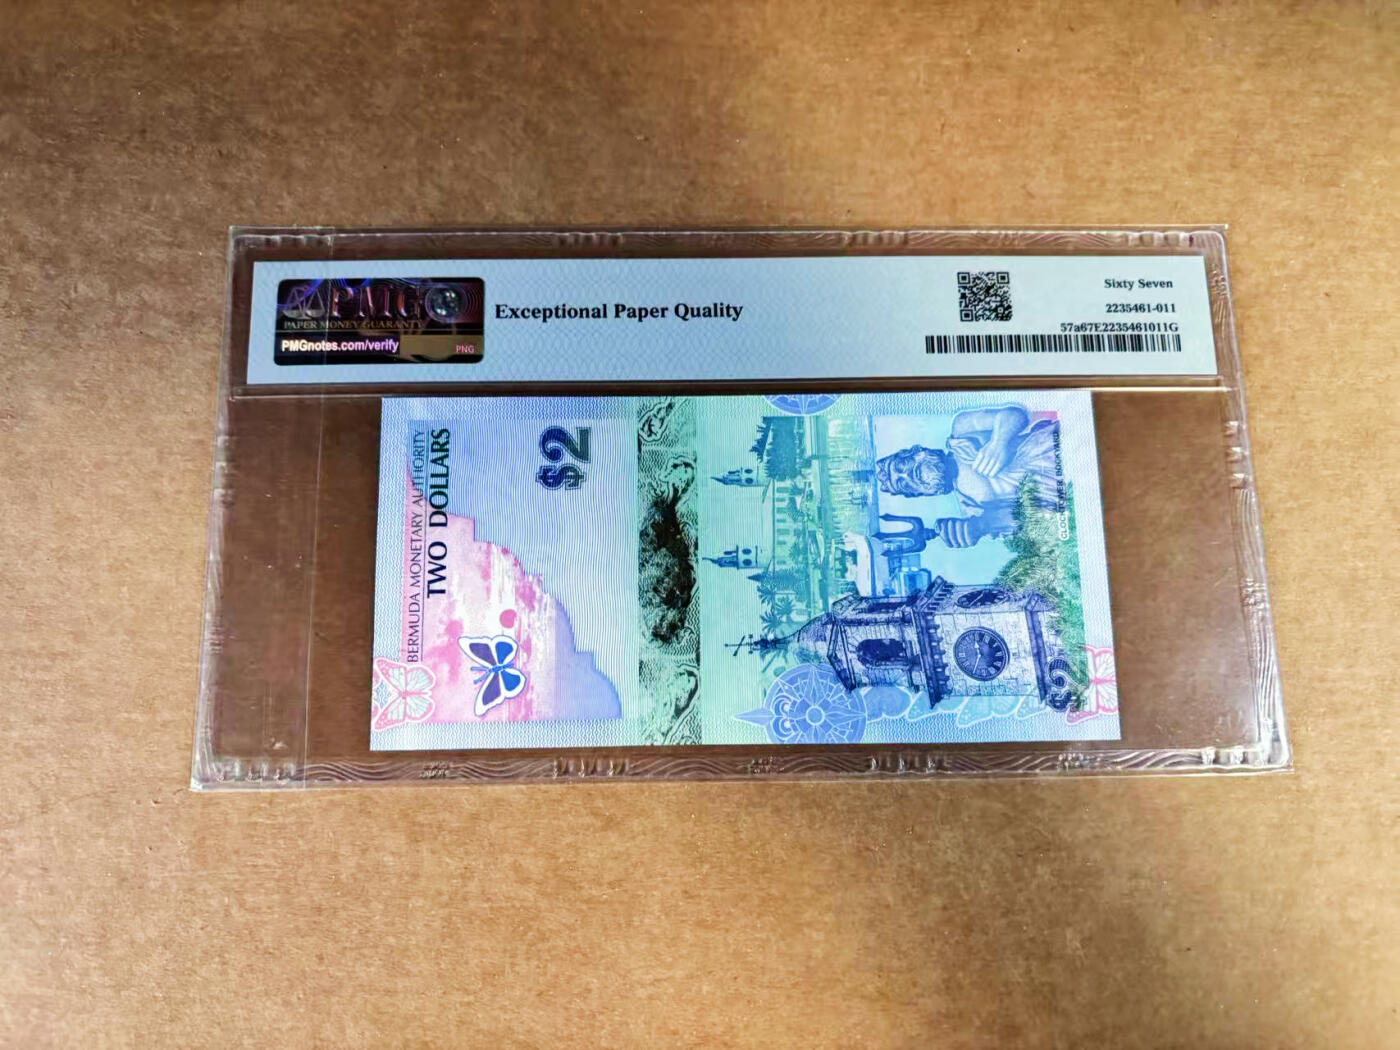 PMG
PAPER MONEY GUARANTY
PMGnotes.com/verify
PNG
Exceptional Paper Quality
Sixty Seven
2235461-011
57a67E2235461011G
BERMUDA MONETARY AUTHORITY
TWO DOLLARS
$2
CLOCKTOWER, DOCKYARD
$2